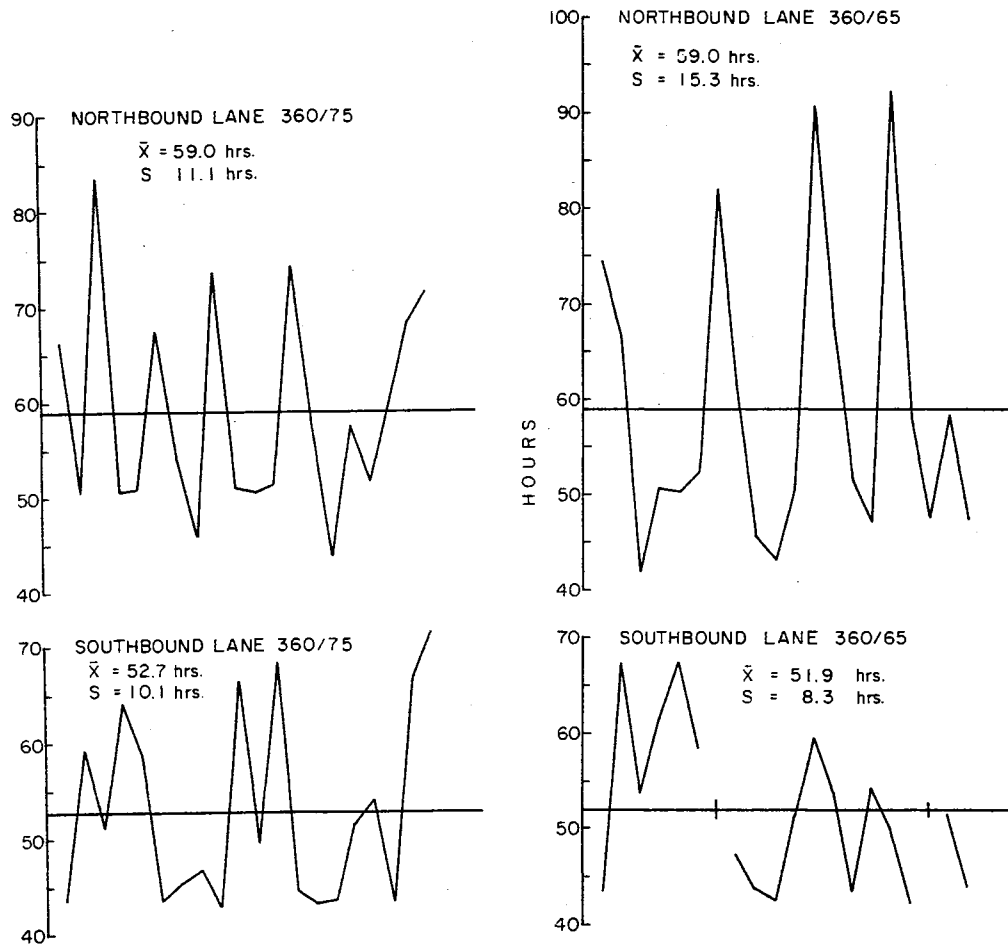 NORTHBOUND LANE 360/75
X̄ = 59.0 hrs.
S 11.1 hrs.
90
80
70
60
50
40
NORTHBOUND LANE 360/65
X̄ = 59.0 hrs.
S = 15.3 hrs.
100
90
80
70
60
50
40
HOURS
SOUTHBOUND LANE 360/75
X̄ = 52.7 hrs.
S = 10.1 hrs.
70
60
50
40
SOUTHBOUND LANE 360/65
X̄ = 51.9 hrs.
S = 8.3 hrs.
70
60
50
40